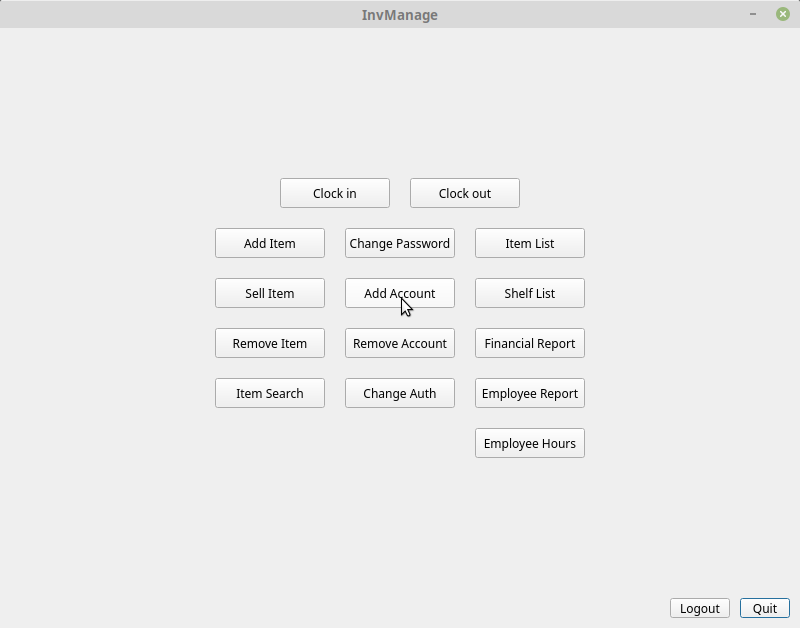 InvManage
Clock in Clock out
Add Item Change Password Item List
Sell Item Add Account Shelf List
Remove Item Remove Account Financial Report
Item Search Change Auth Employee Report
Employee Hours
Logout Quit